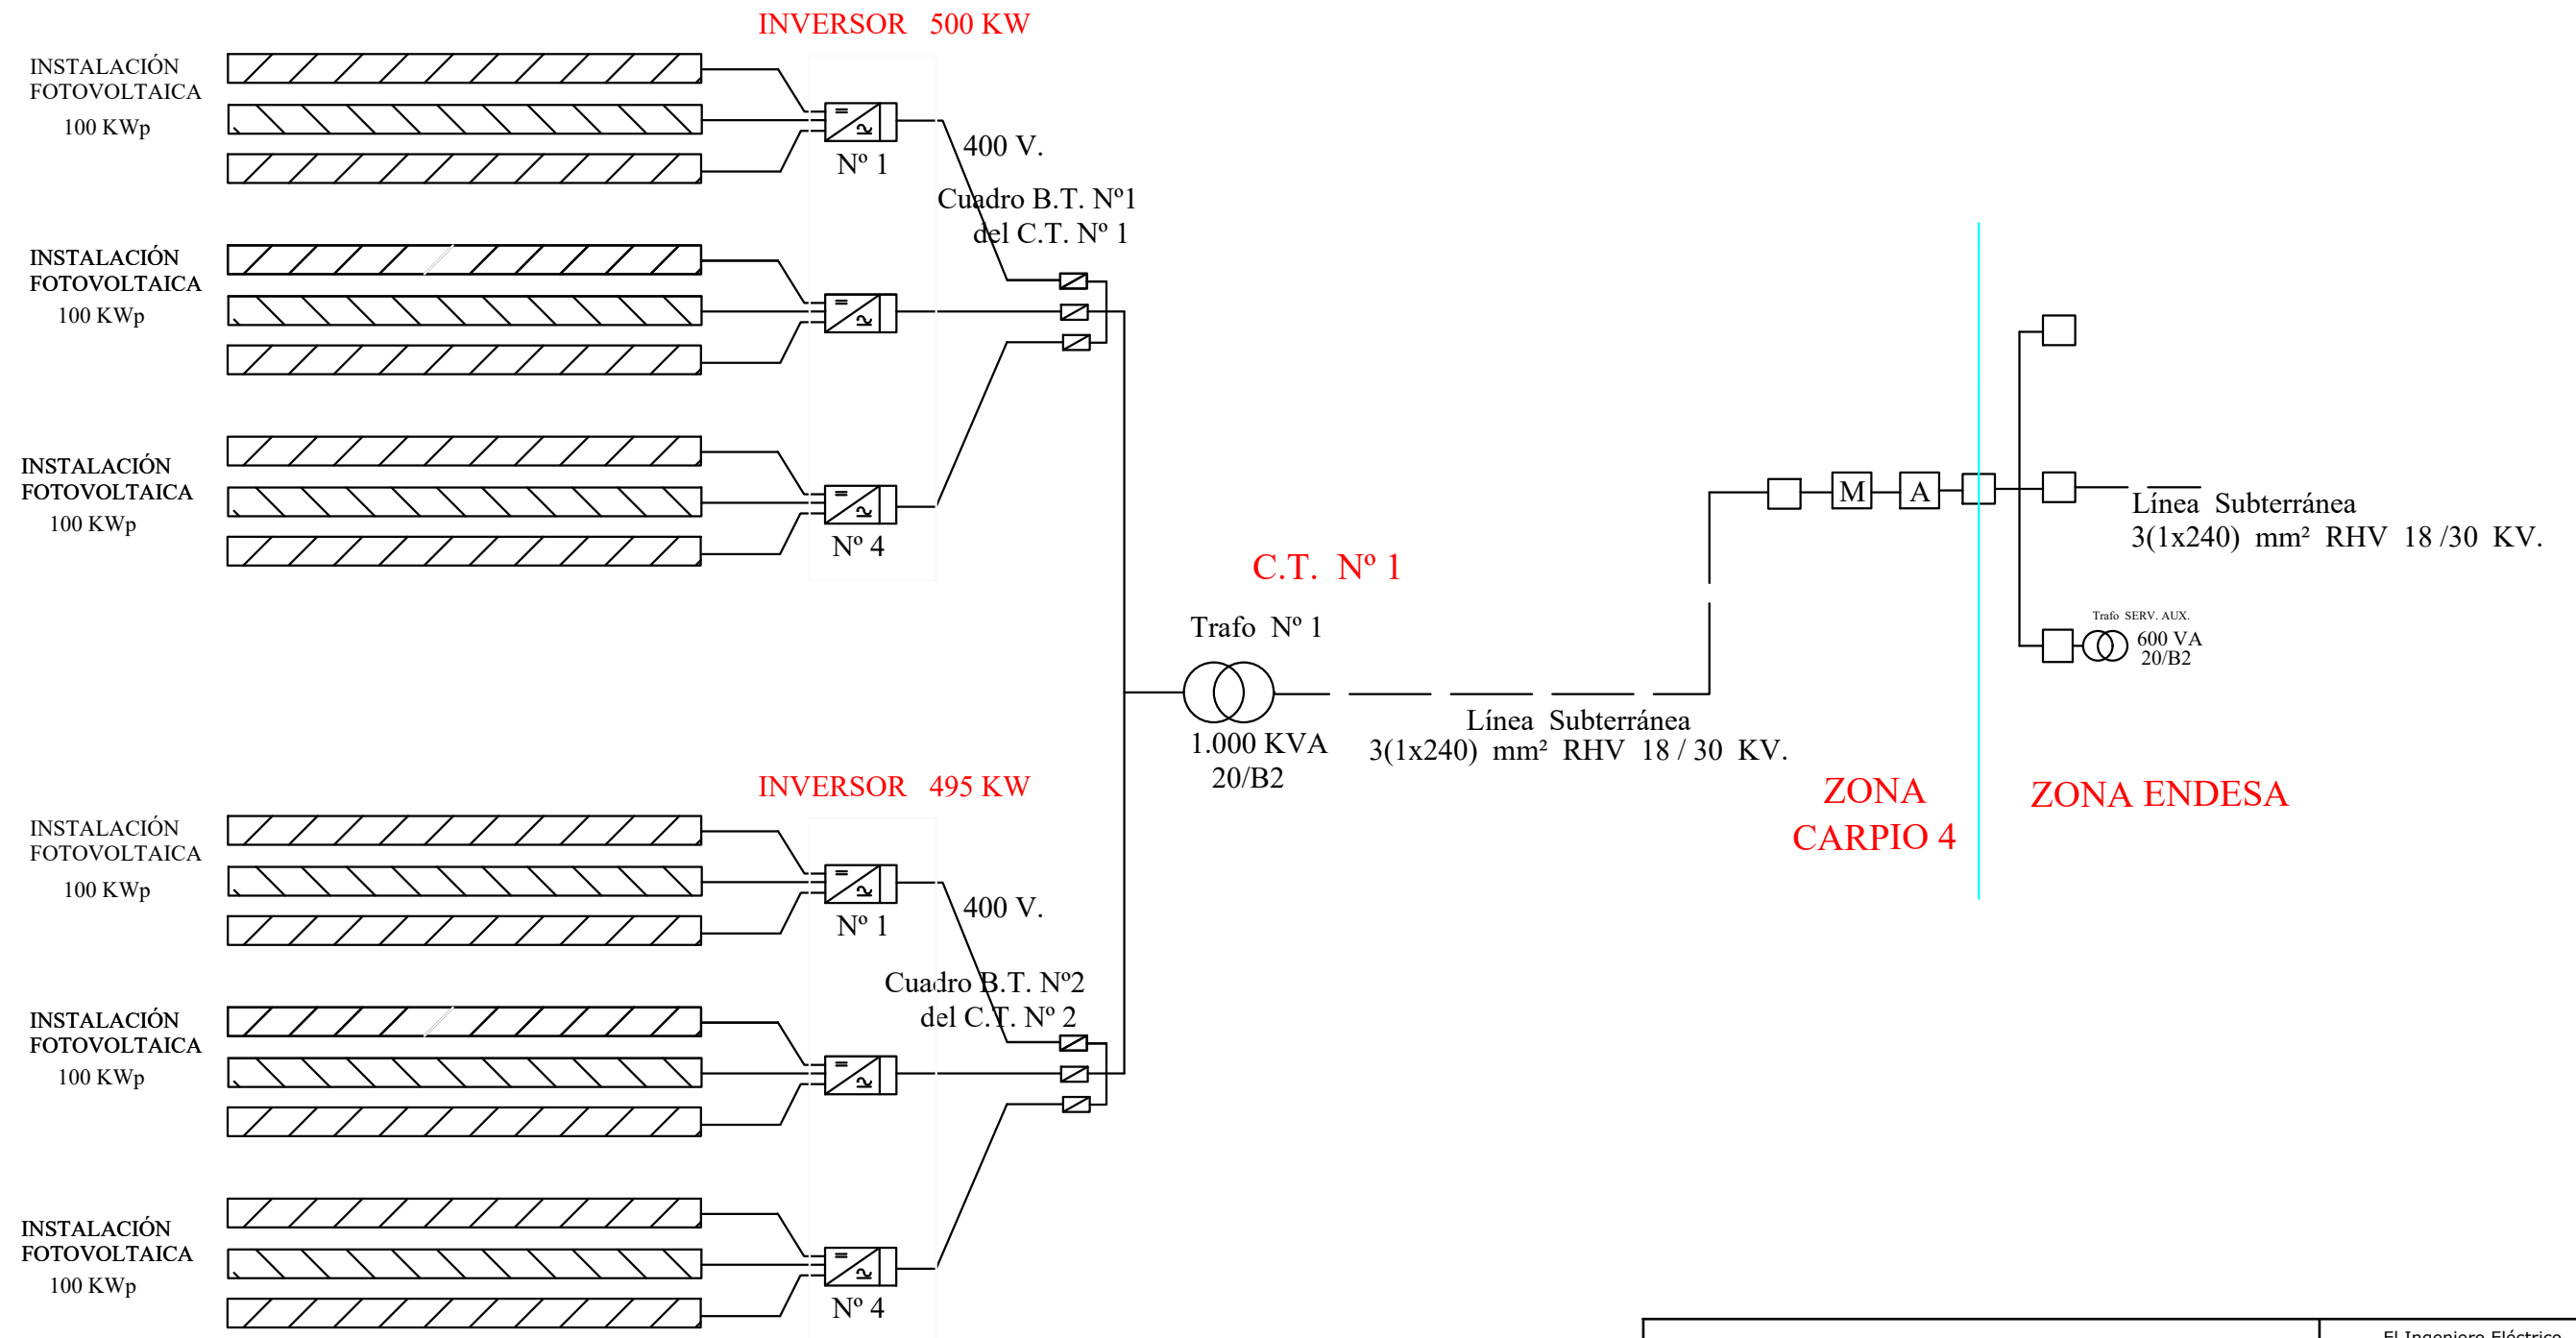 INVERSOR 500 KW
INSTALACIÓN
FOTOVOLTAICA
100 KWp
Nº 1
400 V.
Cuadro B.T. Nº1
del C.T. Nº 1
INSTALACIÓN
FOTOVOLTAICA
100 KWp
INSTALACIÓN
FOTOVOLTAICA
100 KWp
Nº 4
C.T. Nº 1
Trafo Nº 1
1.000 KVA
20/B2
Línea Subterránea
3(1x240) mm² RHV 18 / 30 KV.
M
A
Línea Subterránea
3(1x240) mm² RHV 18 /30 KV.
Trafo SERV. AUX.
600 VA
20/B2
ZONA
CARPIO 4
ZONA ENDESA
INVERSOR 495 KW
INSTALACIÓN
FOTOVOLTAICA
100 KWp
Nº 1
400 V.
Cuadro B.T. Nº2
del C.T. Nº 2
INSTALACIÓN
FOTOVOLTAICA
100 KWp
INSTALACIÓN
FOTOVOLTAICA
100 KWp
Nº 4
El Ingeniero Eléctrico